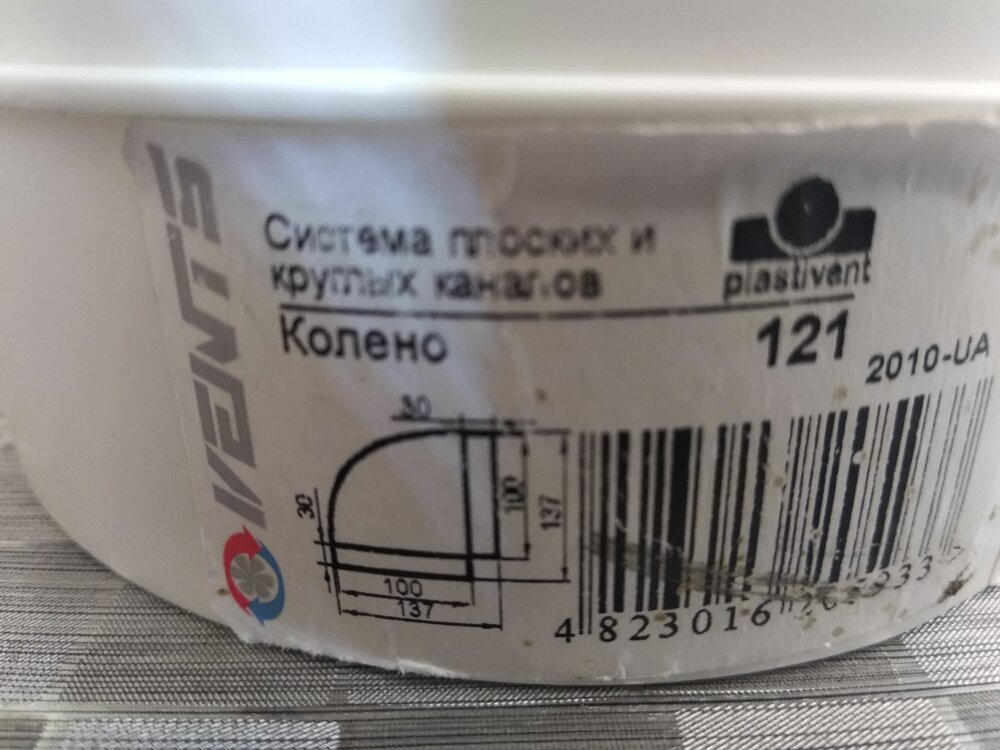 VENTS
Система плоских и
круглых каналов
plastivent
Колено
121
2010-UA
30
30
100
137
100
137
4 823016